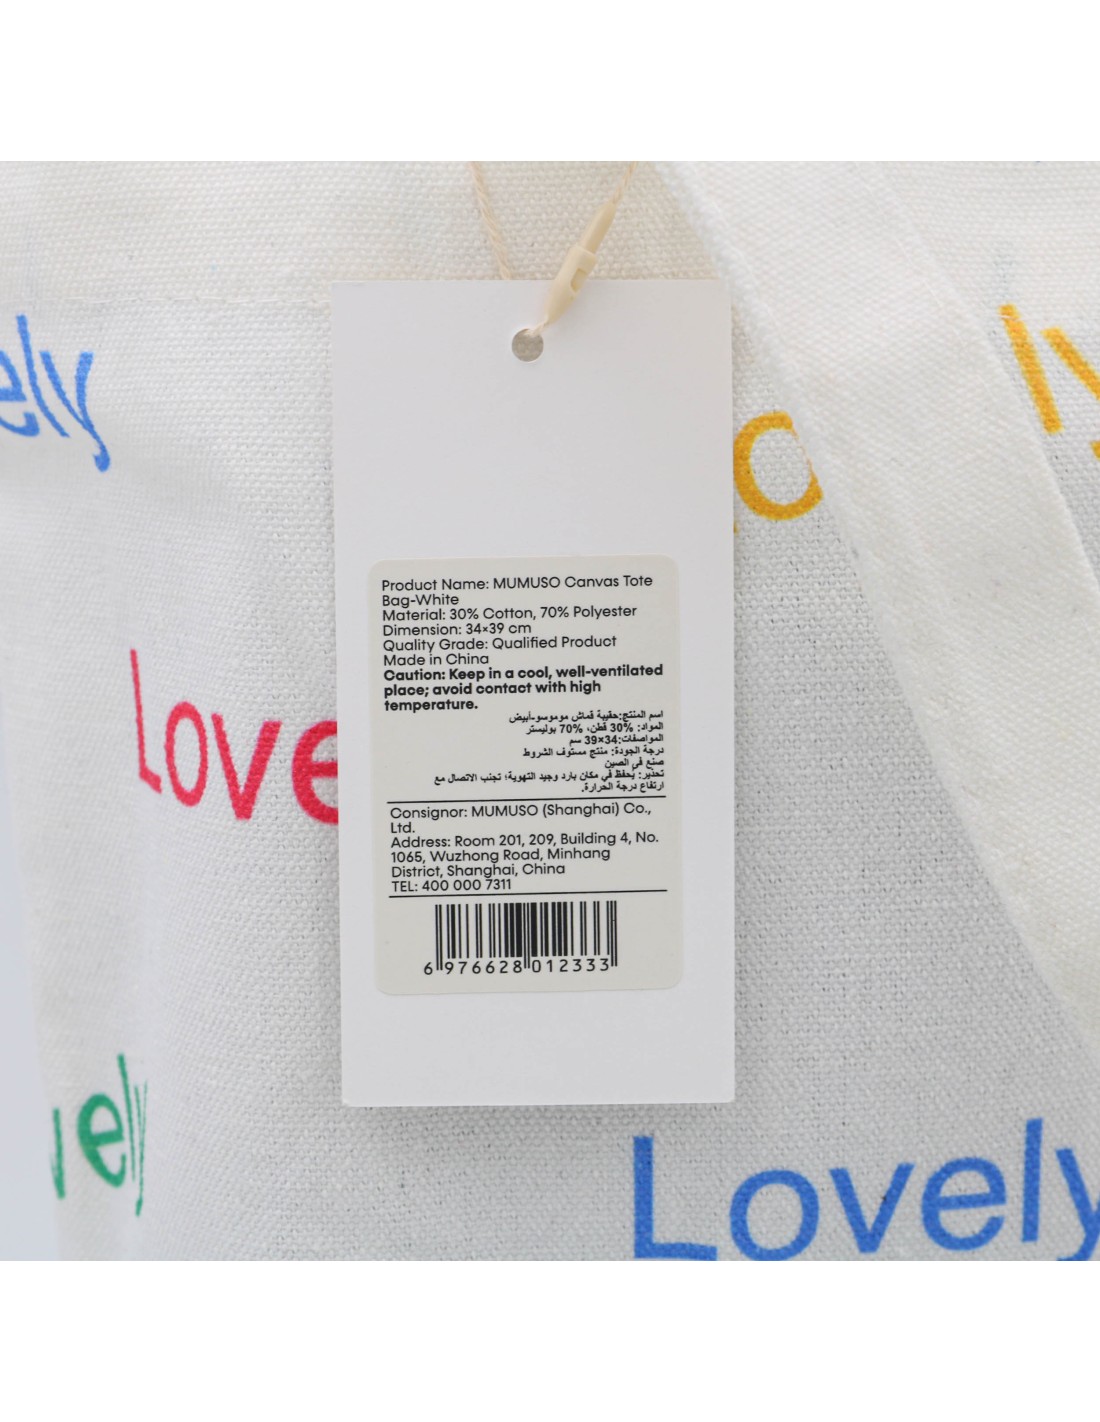 ely
ly
Love
Product Name: MUMUSO Canvas Tote
Bag-White
Material: 30% Cotton, 70% Polyester
Dimension: 34×39 cm
Quality Grade: Qualified Product
Made in China
Caution: Keep in a cool, well-ventilated
place; avoid contact with high
temperature.
اسم المنتج:حقيبة قماش موموسو-أبيض
المواد: 30% قطن، 70% بوليستر
المواصفات:34×39 سم
درجة الجودة: منتج مستوف الشروط
صنع في الصين
تحذير: يُحفظ في مكان بارد وجيد التهوية؛ تجنب الاتصال مع
ارتفاع درجة الحرارة.
Consignor: MUMUSO (Shanghai) Co.,
Ltd.
Address: Room 201, 209, Building 4, No.
1065, Wuzhong Road, Minhang
District, Shanghai, China
TEL: 400 000 7311
6 976628 012333
vely
Lovely